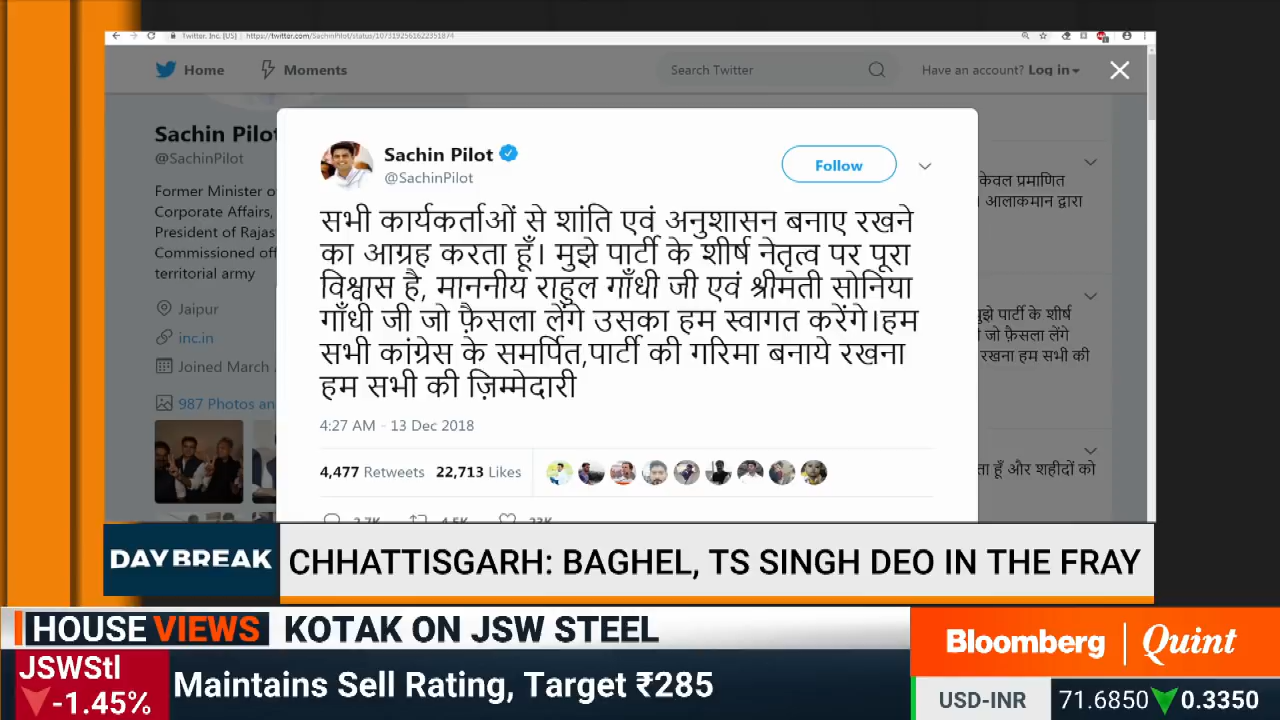 Twitter, Inc. [US] https://twitter.com/SachinPilot/status/1073192561622351874
Home Moments Search Twitter Have an account? Log in
Sachin Pilot
@SachinPilot
Former Minister
Corporate Affairs,
President of Rajas
Commissioned off
territorial army
Jaipur
inc.in
Joined March
987 Photos an
Sachin Pilot
@SachinPilot
Follow
सभी कार्यकर्ताओं से शांति एवं अनुशासन बनाए रखने
का आग्रह करता हूँ। मुझे पार्टी के शीर्ष नेतृत्व पर पूरा
विश्वास है, माननीय राहुल गाँधी जी एवं श्रीमती सोनिया
गाँधी जी जो फ़ैसला लेंगे उसका हम स्वागत करेंगे।हम
सभी कांग्रेस के समर्पित,पार्टी की गरिमा बनाये रखना
हम सभी की ज़िम्मेदारी
4:27 AM - 13 Dec 2018
4,477 Retweets 22,713 Likes
2.7K 4.5K 23K
केवल प्रमाणित
। आलाकमान द्वारा
मुझे पार्टी के शीर्ष
जो फ़ैसला लेंगे
रखना हम सभी की
ता हूँ और शहीदों को
DAYBREAK
CHHATTISGARH: BAGHEL, TS SINGH DEO IN THE FRAY
HOUSE VIEWS KOTAK ON JSW STEEL
JSWStl
-1.45%
Maintains Sell Rating, Target ₹285
Bloomberg | Quint
USD-INR 71.6850 0.3350